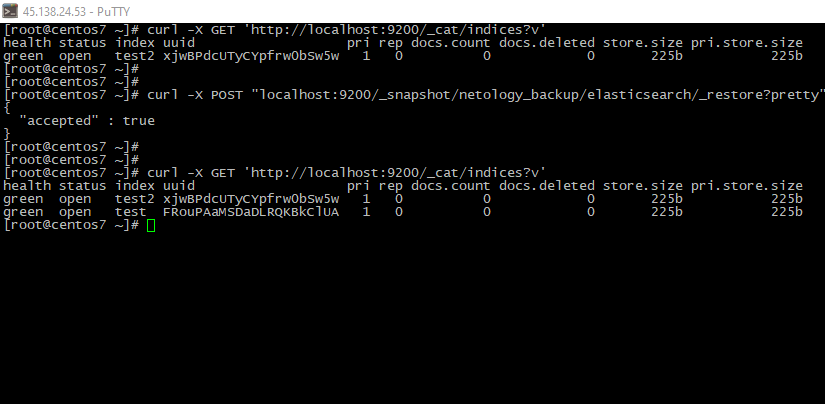 45.138.24.53 - PuTTY
[root@centos7 ~]# curl -X GET 'http://localhost:9200/_cat/indices?v'
health status index uuid                   pri rep docs.count docs.deleted store.size pri.store.size
green  open   test2 xjwBPdcUTyCYpfrw0bSw5w   1   0          0            0       225b           225b
[root@centos7 ~]#
[root@centos7 ~]#
[root@centos7 ~]# curl -X POST "localhost:9200/_snapshot/netology_backup/elasticsearch/_restore?pretty"
{
  "accepted" : true
}
[root@centos7 ~]#
[root@centos7 ~]#
[root@centos7 ~]# curl -X GET 'http://localhost:9200/_cat/indices?v'
health status index uuid                   pri rep docs.count docs.deleted store.size pri.store.size
green  open   test2 xjwBPdcUTyCYpfrw0bSw5w   1   0          0            0       225b           225b
green  open   test  FRouPAaMSDaDLRQKBkClUA   1   0          0            0       225b           225b
[root@centos7 ~]#